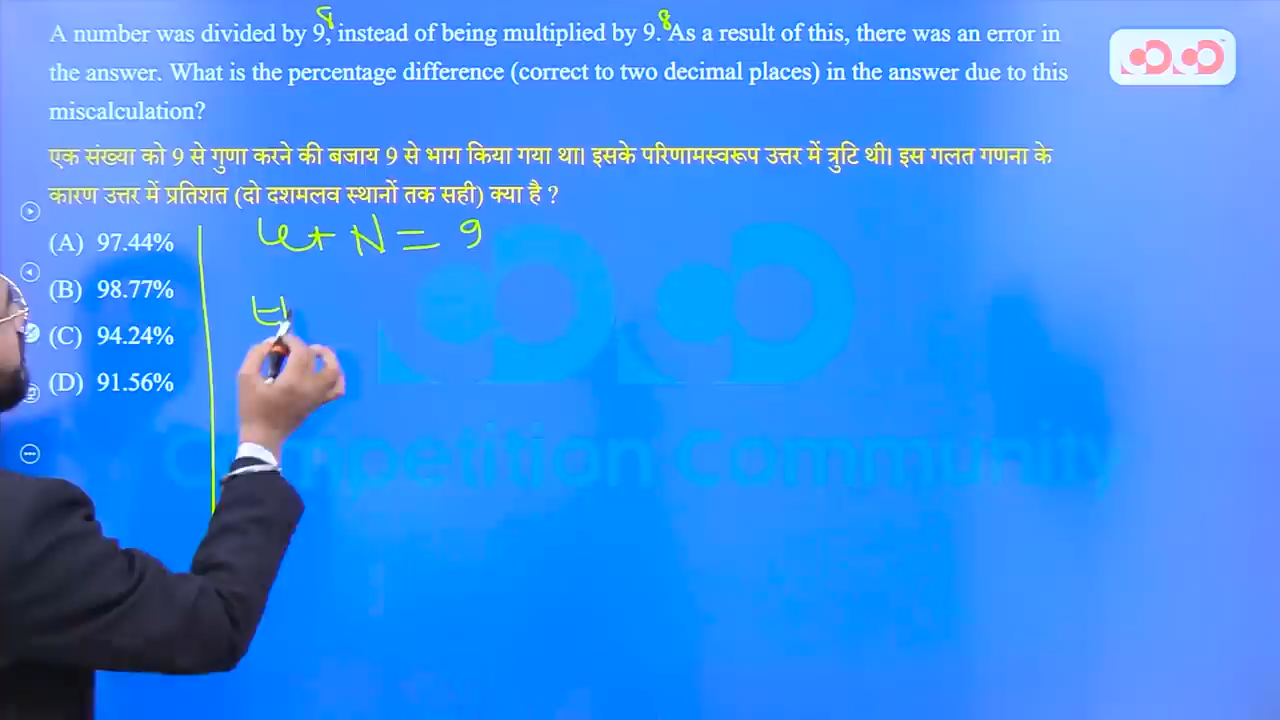 A number was divided by 9, instead of being multiplied by 9. As a result of this, there was an error in
the answer. What is the percentage difference (correct to two decimal places) in the answer due to this
miscalculation?
एक संख्या को 9 से गुणा करने की बजाय 9 से भाग किया गया था। इसके परिणामस्वरूप उत्तर में त्रुटि थी। इस गलत गणना के
कारण उत्तर में प्रतिशत (दो दशमलव स्थानों तक सही) क्या है ?
(A) 97.44%
(B) 98.77%
(C) 94.24%
(D) 91.56%
Let N = 9
Competition Community